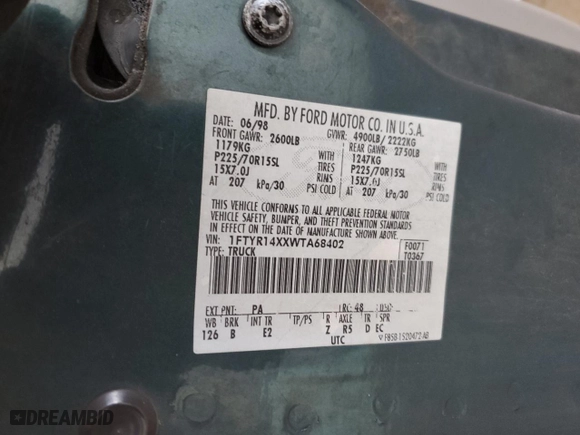 MFD. BY FORD MOTOR CO. IN U.S.A.
DATE: 06/98 GVWR: 4900LB/ 2222KG
FRONT GAWR: 2600LB REAR GAWR: 2750LB
1179KG WITH 1247KG WITH
P225/70R15SL TIRES P225/70R15SL TIRES
15X7.0J RIMS 15X7.0J RIMS
AT 207 kPa/30 PSI COLD AT 207 kPa/30 PSI COLD
THIS VEHICLE CONFORMS TO ALL APPLICABLE FEDERAL MOTOR
VEHICLE SAFETY, BUMPER, AND THEFT PREVENTION STANDARDS
IN EFFECT ON THE DATE OF MANUFACTURE SHOWN ABOVE
VIN: 1FTYR14XXWTA68402 F0071
TYPE: TRUCK T0367
EXT PNT: PA RC: 48 DSO:
WB BRK INT TR TP/PS R AXLE TR SPR
126 B E2 Z R5 D EC
UTC
DREAMBID